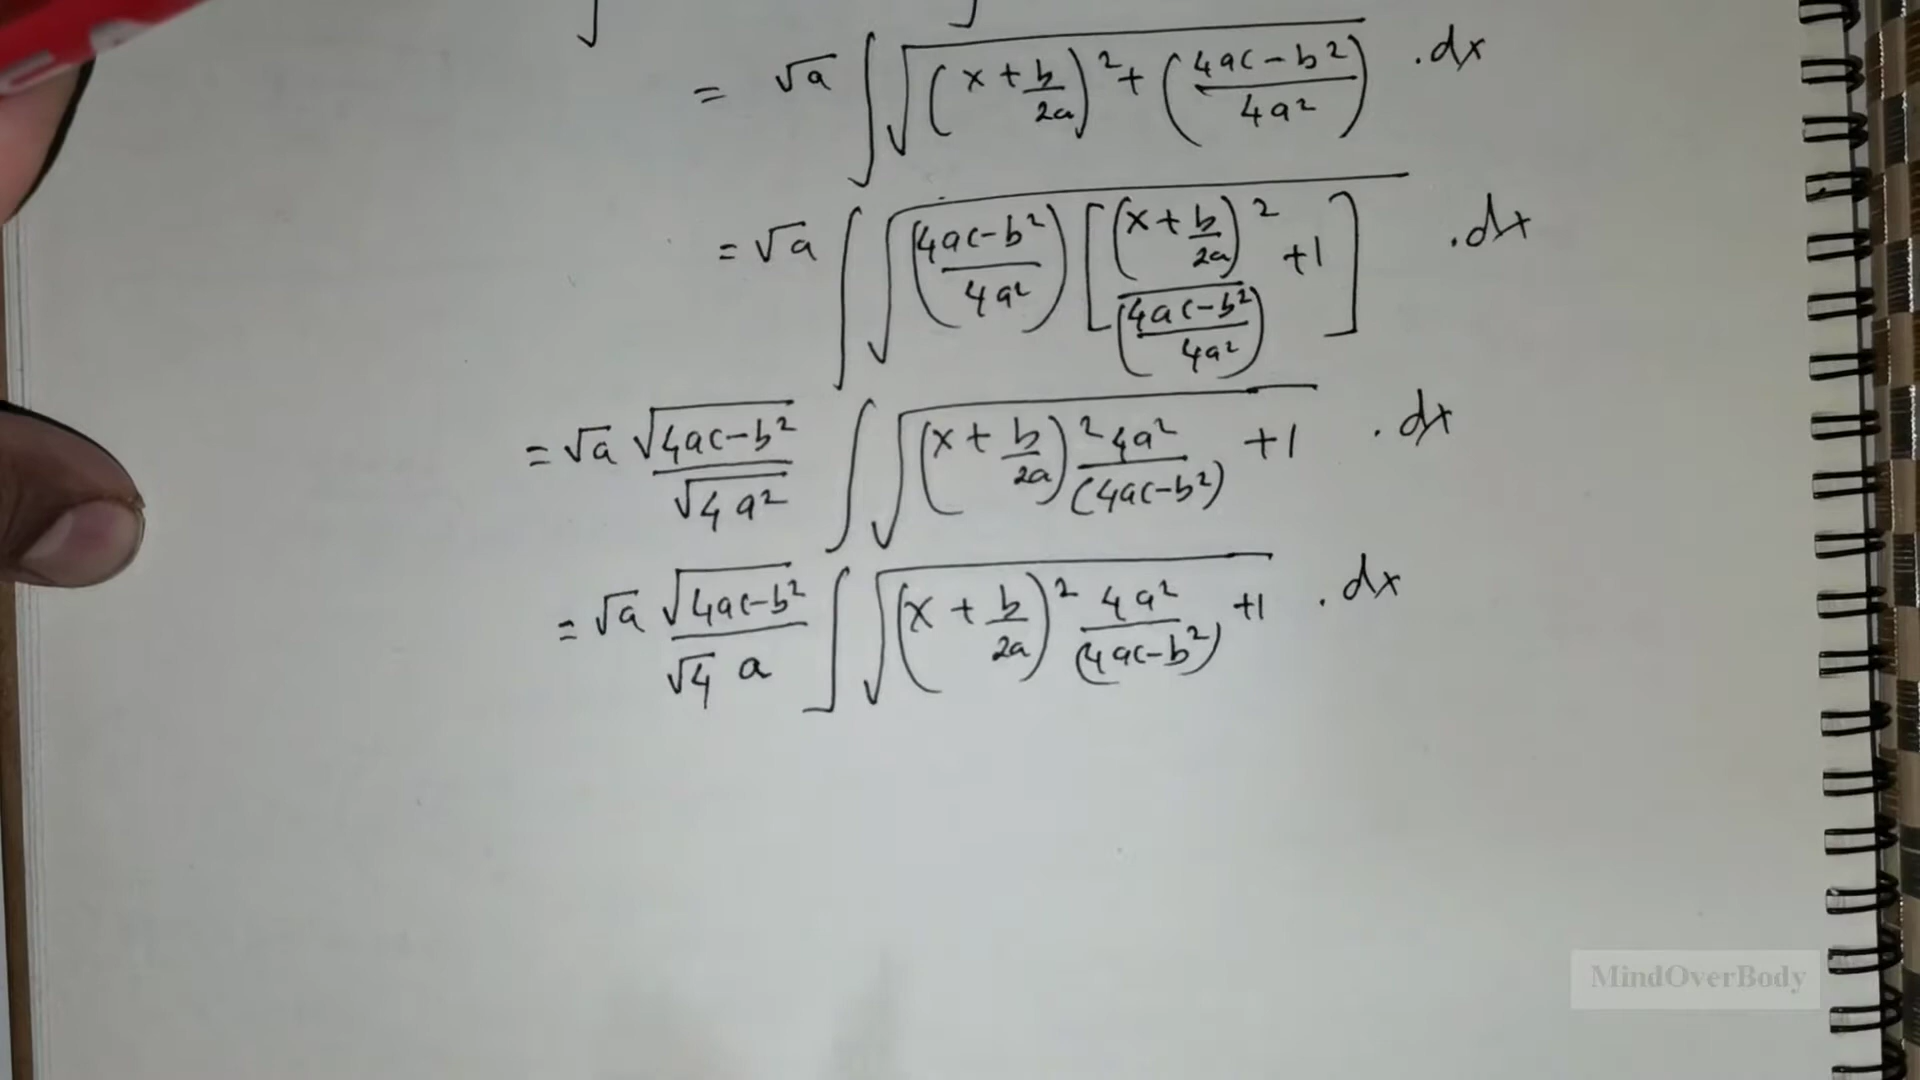 = √a ∫ √((x + b/2a)² + ((4ac - b²)/4a²)) . dx
= √a ∫ √(((4ac - b²)/4a²) [(x + b/2a)²/((4ac - b²)/4a²) + 1]) . dx
= √a √(4ac - b²)/√(4a²) ∫ √((x + b/2a)² 4a²/(4ac - b²) + 1) . dx
= √a √(4ac - b²)/(√4 a) ∫ √((x + b/2a)² 4a²/(4ac - b²) + 1) . dx
MindOverBody